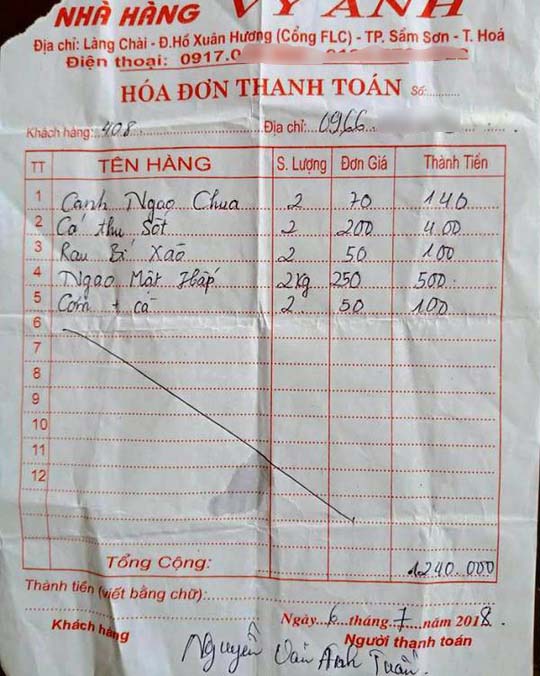 NHÀ HÀNG VY ANH
Địa chỉ: Làng Chài - Đ.Hồ Xuân Hương (Cổng FLC) - TP. Sầm Sơn - T. Hoá
Điện thoại: 0917.0
HÓA ĐƠN THANH TOÁN Số:
Khách hàng: 408 Địa chỉ: 0966
TT TÊN HÀNG S. Lượng Đơn Giá Thành Tiền
1 Canh Ngao Chua 2 70 140
2 Cá thu Sốt 2 200 400
3 Rau Bí Xào 2 50 100
4 Ngao Mật Hấp 2kg 250 500
5 Cơm + cà 2 50 100
6
7
8
9
10
11
12
Tổng Cộng: 1240.000
Thành tiền (viết bằng chữ):
Ngày 6 tháng 7 năm 2018
Khách hàng Người thanh toán
Nguyễn Văn Anh Tuấn